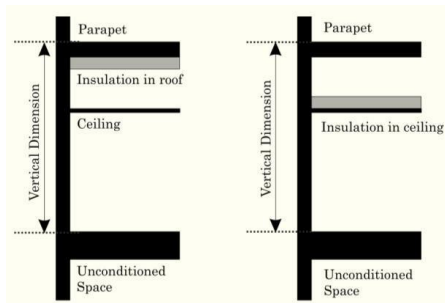 Parapet
Insulation in roof
Ceiling
Vertical Dimension
Unconditioned
Space
Parapet
Insulation in ceiling
Vertical Dimension
Unconditioned
Space